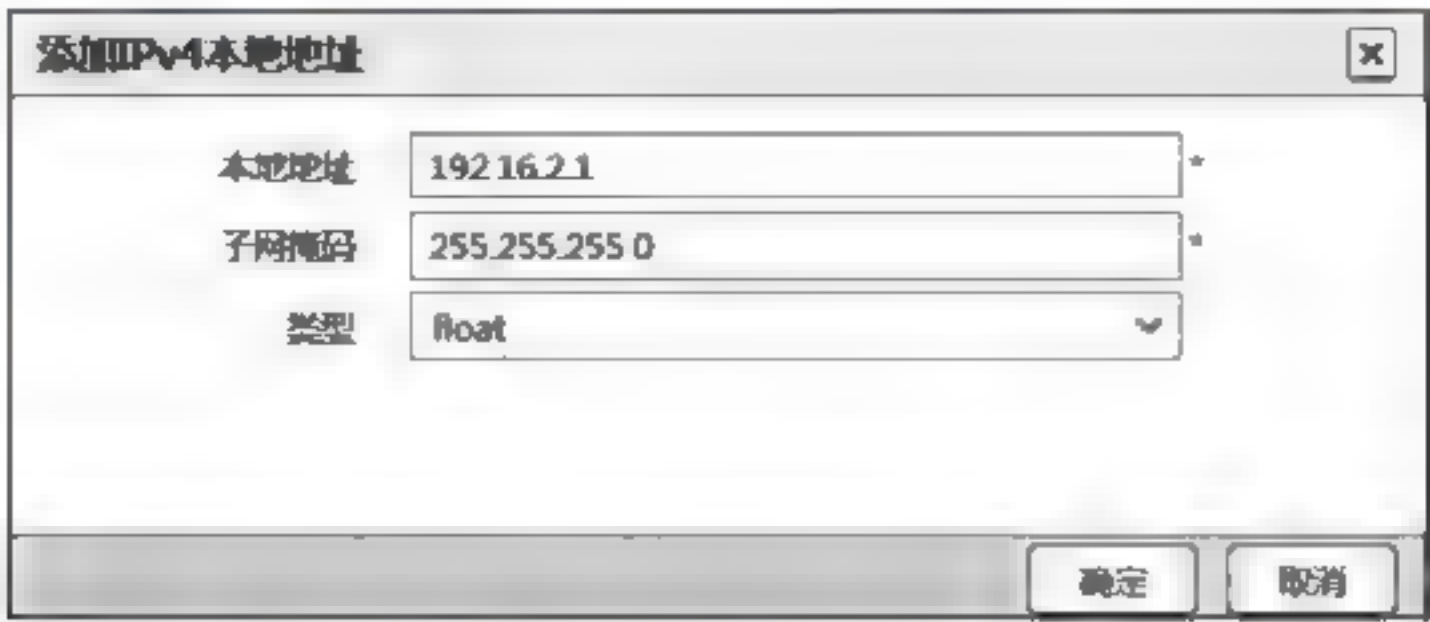 添加IPv4本地地址
本地地址 192 16.2 1 *
子网掩码 255.255.255 0 *
类型 float
确定 取消